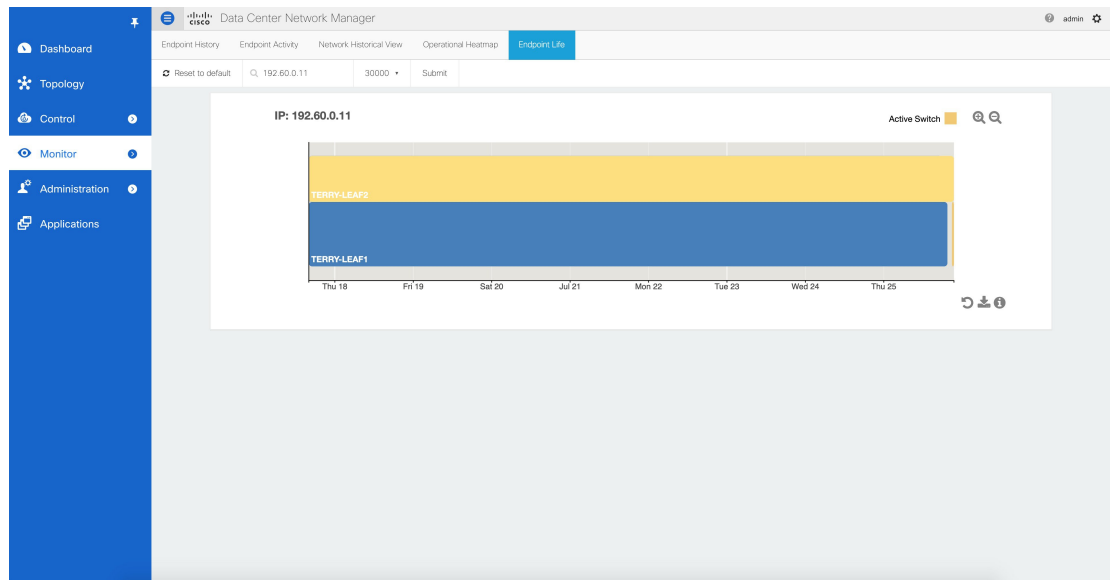 cisco Data Center Network Manager admin
Endpoint History Endpoint Activity Network Historical View Operational Heatmap Endpoint Life
Reset to default 192.60.0.11 30000 Submit
Dashboard
Topology
Control
Monitor
Administration
Applications
IP: 192.60.0.11
Active Switch
TERRY-LEAF2
TERRY-LEAF1
Thu 18 Fri 19 Sat 20 Jul 21 Mon 22 Tue 23 Wed 24 Thu 25